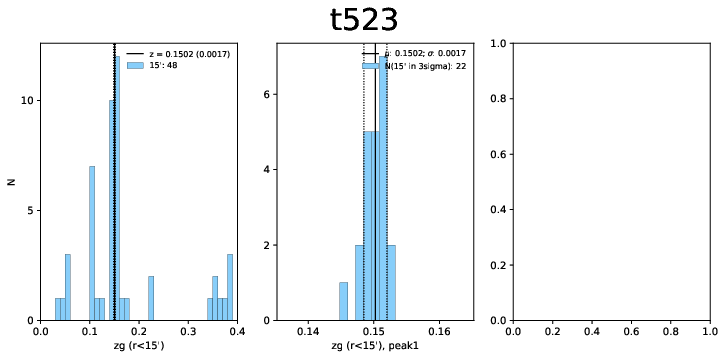 t523
z = 0.1502 (0.0017)
15': 48
N
10
5
0
0.0 0.1 0.2 0.3 0.4
zg (r<15')
μ: 0.1502; σ: 0.0017
N(15' in 3sigma): 22
6
4
2
0
0.14 0.15 0.16
zg (r<15'), peak1
1.0
0.8
0.6
0.4
0.2
0.0
0.0 0.2 0.4 0.6 0.8 1.0